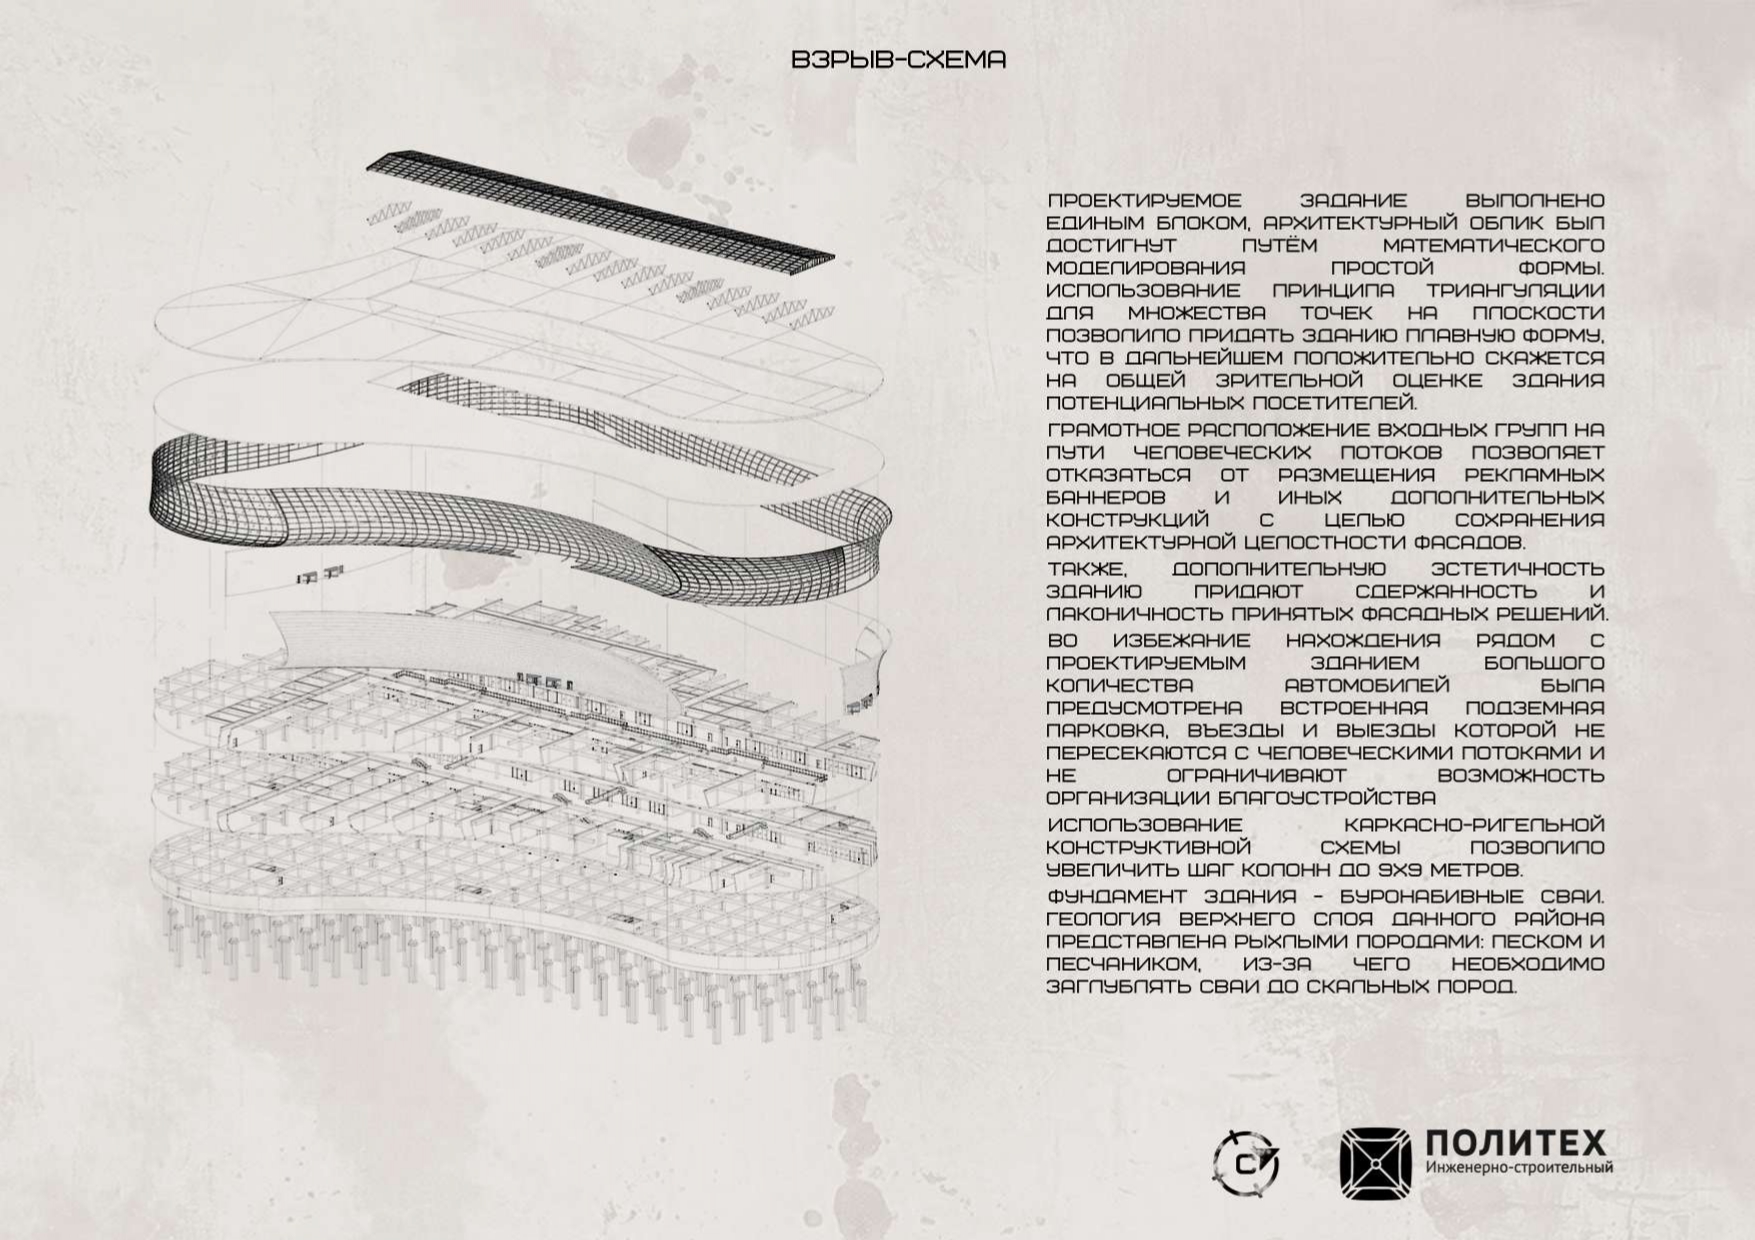 ВЗРЫВ-СХЕМА
ПРОЕКТИРУЕМОЕ ЗАДАНИЕ ВЫПОЛНЕНО
ЕДИНЫМ БЛОКОМ, АРХИТЕКТУРНЫЙ ОБЛИК БЫЛ
ДОСТИГНУТ ПУТЁМ МАТЕМАТИЧЕСКОГО
МОДЕЛИРОВАНИЯ ПРОСТОЙ ФОРМЫ.
ИСПОЛЬЗОВАНИЕ ПРИНЦИПА ТРИАНГУЛЯЦИИ
ДЛЯ МНОЖЕСТВА ТОЧЕК НА ПЛОСКОСТИ
ПОЗВОЛИЛО ПРИДАТЬ ЗДАНИЮ ПЛАВНУЮ ФОРМУ,
ЧТО В ДАЛЬНЕЙШЕМ ПОЛОЖИТЕЛЬНО СКАЖЕТСЯ
НА ОБЩЕЙ ЗРИТЕЛЬНОЙ ОЦЕНКЕ ЗДАНИЯ
ПОТЕНЦИАЛЬНЫХ ПОСЕТИТЕЛЕЙ.
ГРАМОТНОЕ РАСПОЛОЖЕНИЕ ВХОДНЫХ ГРУПП НА
ПУТИ ЧЕЛОВЕЧЕСКИХ ПОТОКОВ ПОЗВОЛЯЕТ
ОТКАЗАТЬСЯ ОТ РАЗМЕЩЕНИЯ РЕКЛАМНЫХ
БАННЕРОВ И ИНЫХ ДОПОЛНИТЕЛЬНЫХ
КОНСТРУКЦИЙ С ЦЕЛЬЮ СОХРАНЕНИЯ
АРХИТЕКТУРНОЙ ЦЕЛОСТНОСТИ ФАСАДОВ.
ТАКЖЕ, ДОПОЛНИТЕЛЬНУЮ ЭСТЕТИЧНОСТЬ
ЗДАНИЮ ПРИДАЮТ СДЕРЖАННОСТЬ И
ЛАКОНИЧНОСТЬ ПРИНЯТЫХ ФАСАДНЫХ РЕШЕНИЙ.
ВО ИЗБЕЖАНИЕ НАХОЖДЕНИЯ РЯДОМ С
ПРОЕКТИРУЕМЫМ ЗДАНИЕМ БОЛЬШОГО
КОЛИЧЕСТВА АВТОМОБИЛЕЙ БЫЛА
ПРЕДУСМОТРЕНА ВСТРОЕННАЯ ПОДЗЕМНАЯ
ПАРКОВКА, ВЪЕЗДЫ И ВЫЕЗДЫ КОТОРОЙ НЕ
ПЕРЕСЕКАЮТСЯ С ЧЕЛОВЕЧЕСКИМИ ПОТОКАМИ И
НЕ ОГРАНИЧИВАЮТ ВОЗМОЖНОСТЬ
ОРГАНИЗАЦИИ БЛАГОУСТРОЙСТВА
ИСПОЛЬЗОВАНИЕ КАРКАСНО-РИГЕЛЬНОЙ
КОНСТРУКТИВНОЙ СХЕМЫ ПОЗВОЛИЛО
УВЕЛИЧИТЬ ШАГ КОЛОНН ДО 9Х9 МЕТРОВ.
ФУНДАМЕНТ ЗДАНИЯ - БУРОНАБИВНЫЕ СВАИ.
ГЕОЛОГИЯ ВЕРХНЕГО СЛОЯ ДАННОГО РАЙОНА
ПРЕДСТАВЛЕНА РЫХЛЫМИ ПОРОДАМИ: ПЕСКОМ И
ПЕСЧАНИКОМ, ИЗ-ЗА ЧЕГО НЕОБХОДИМО
ЗАГЛУБЛЯТЬ СВАИ ДО СКАЛЬНЫХ ПОРОД.
С
ПОЛИТЕХ
Инженерно-строительный